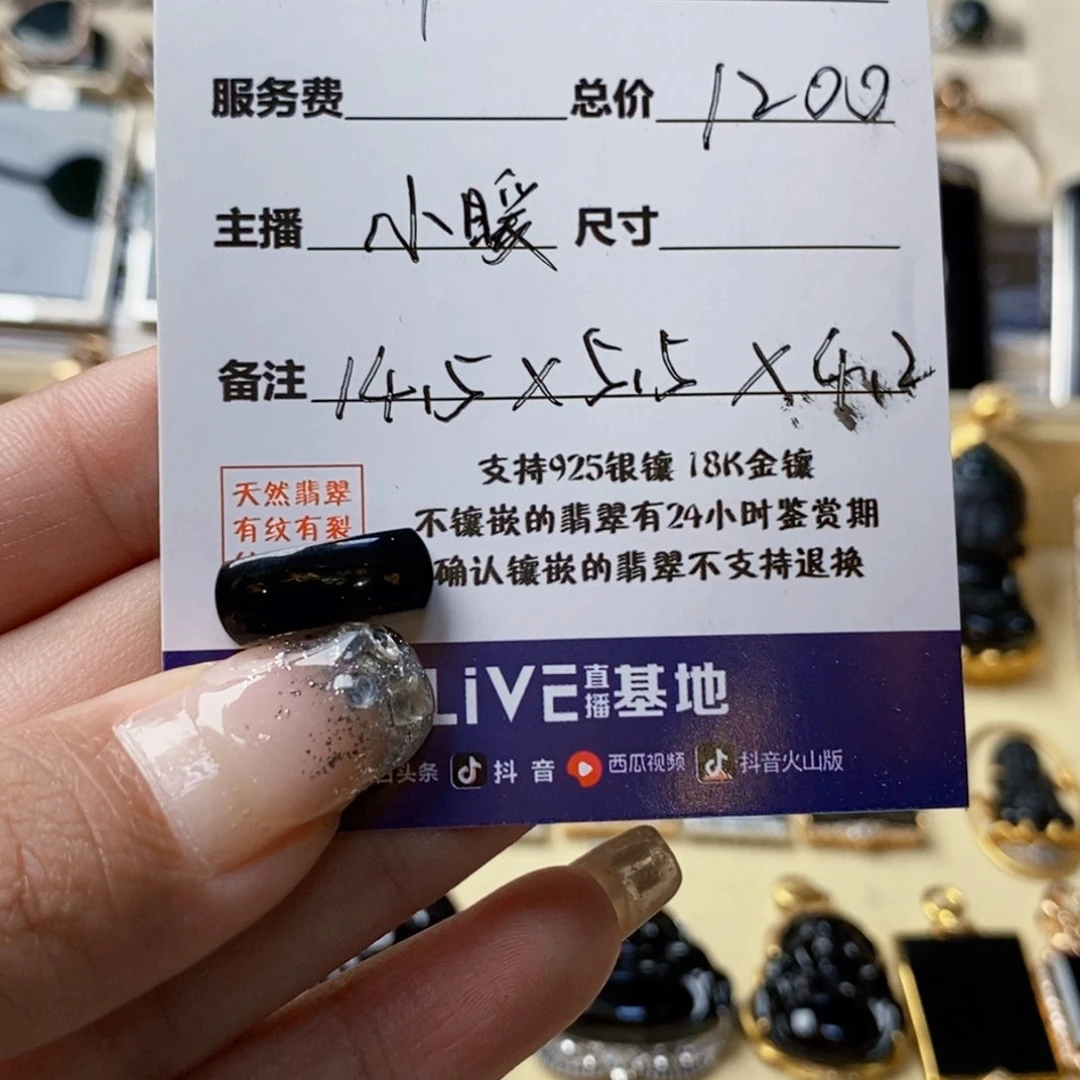 服务费 总价 1200
主播 小暖 尺寸
备注 14.5 X 5.5 X 4.2
天然翡翠
有纹有裂
支持925银镶 18K金镶
不镶嵌的翡翠有24小时鉴赏期
确认镶嵌的翡翠不支持退换
LiVE直播基地
头条 抖音 西瓜视频 抖音火山版